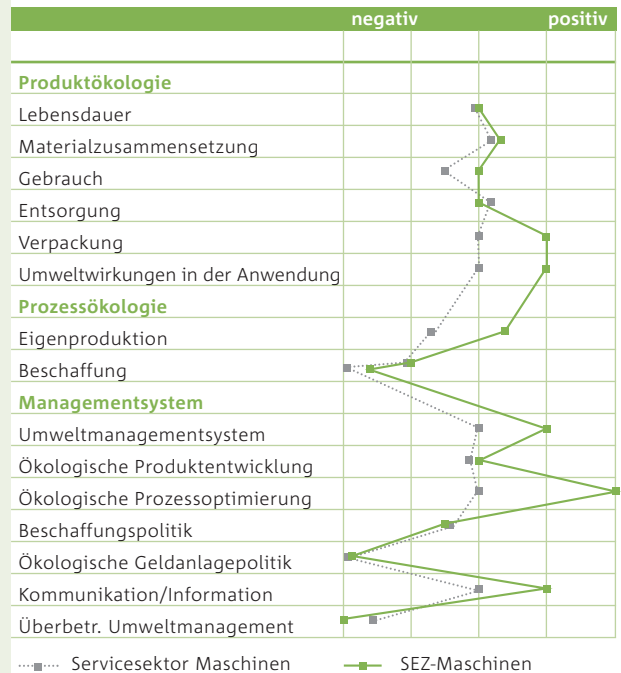 negativ positiv
Produktökologie
Lebensdauer
Materialzusammensetzung
Gebrauch
Entsorgung
Verpackung
Umweltwirkungen in der Anwendung
Prozessökologie
Eigenproduktion
Beschaffung
Managementsystem
Umweltmanagementsystem
Ökologische Produktentwicklung
Ökologische Prozessoptimierung
Beschaffungspolitik
Ökologische Geldanlagepolitik
Kommunikation/Information
Überbetr. Umweltmanagement
Servicesektor Maschinen SEZ-Maschinen